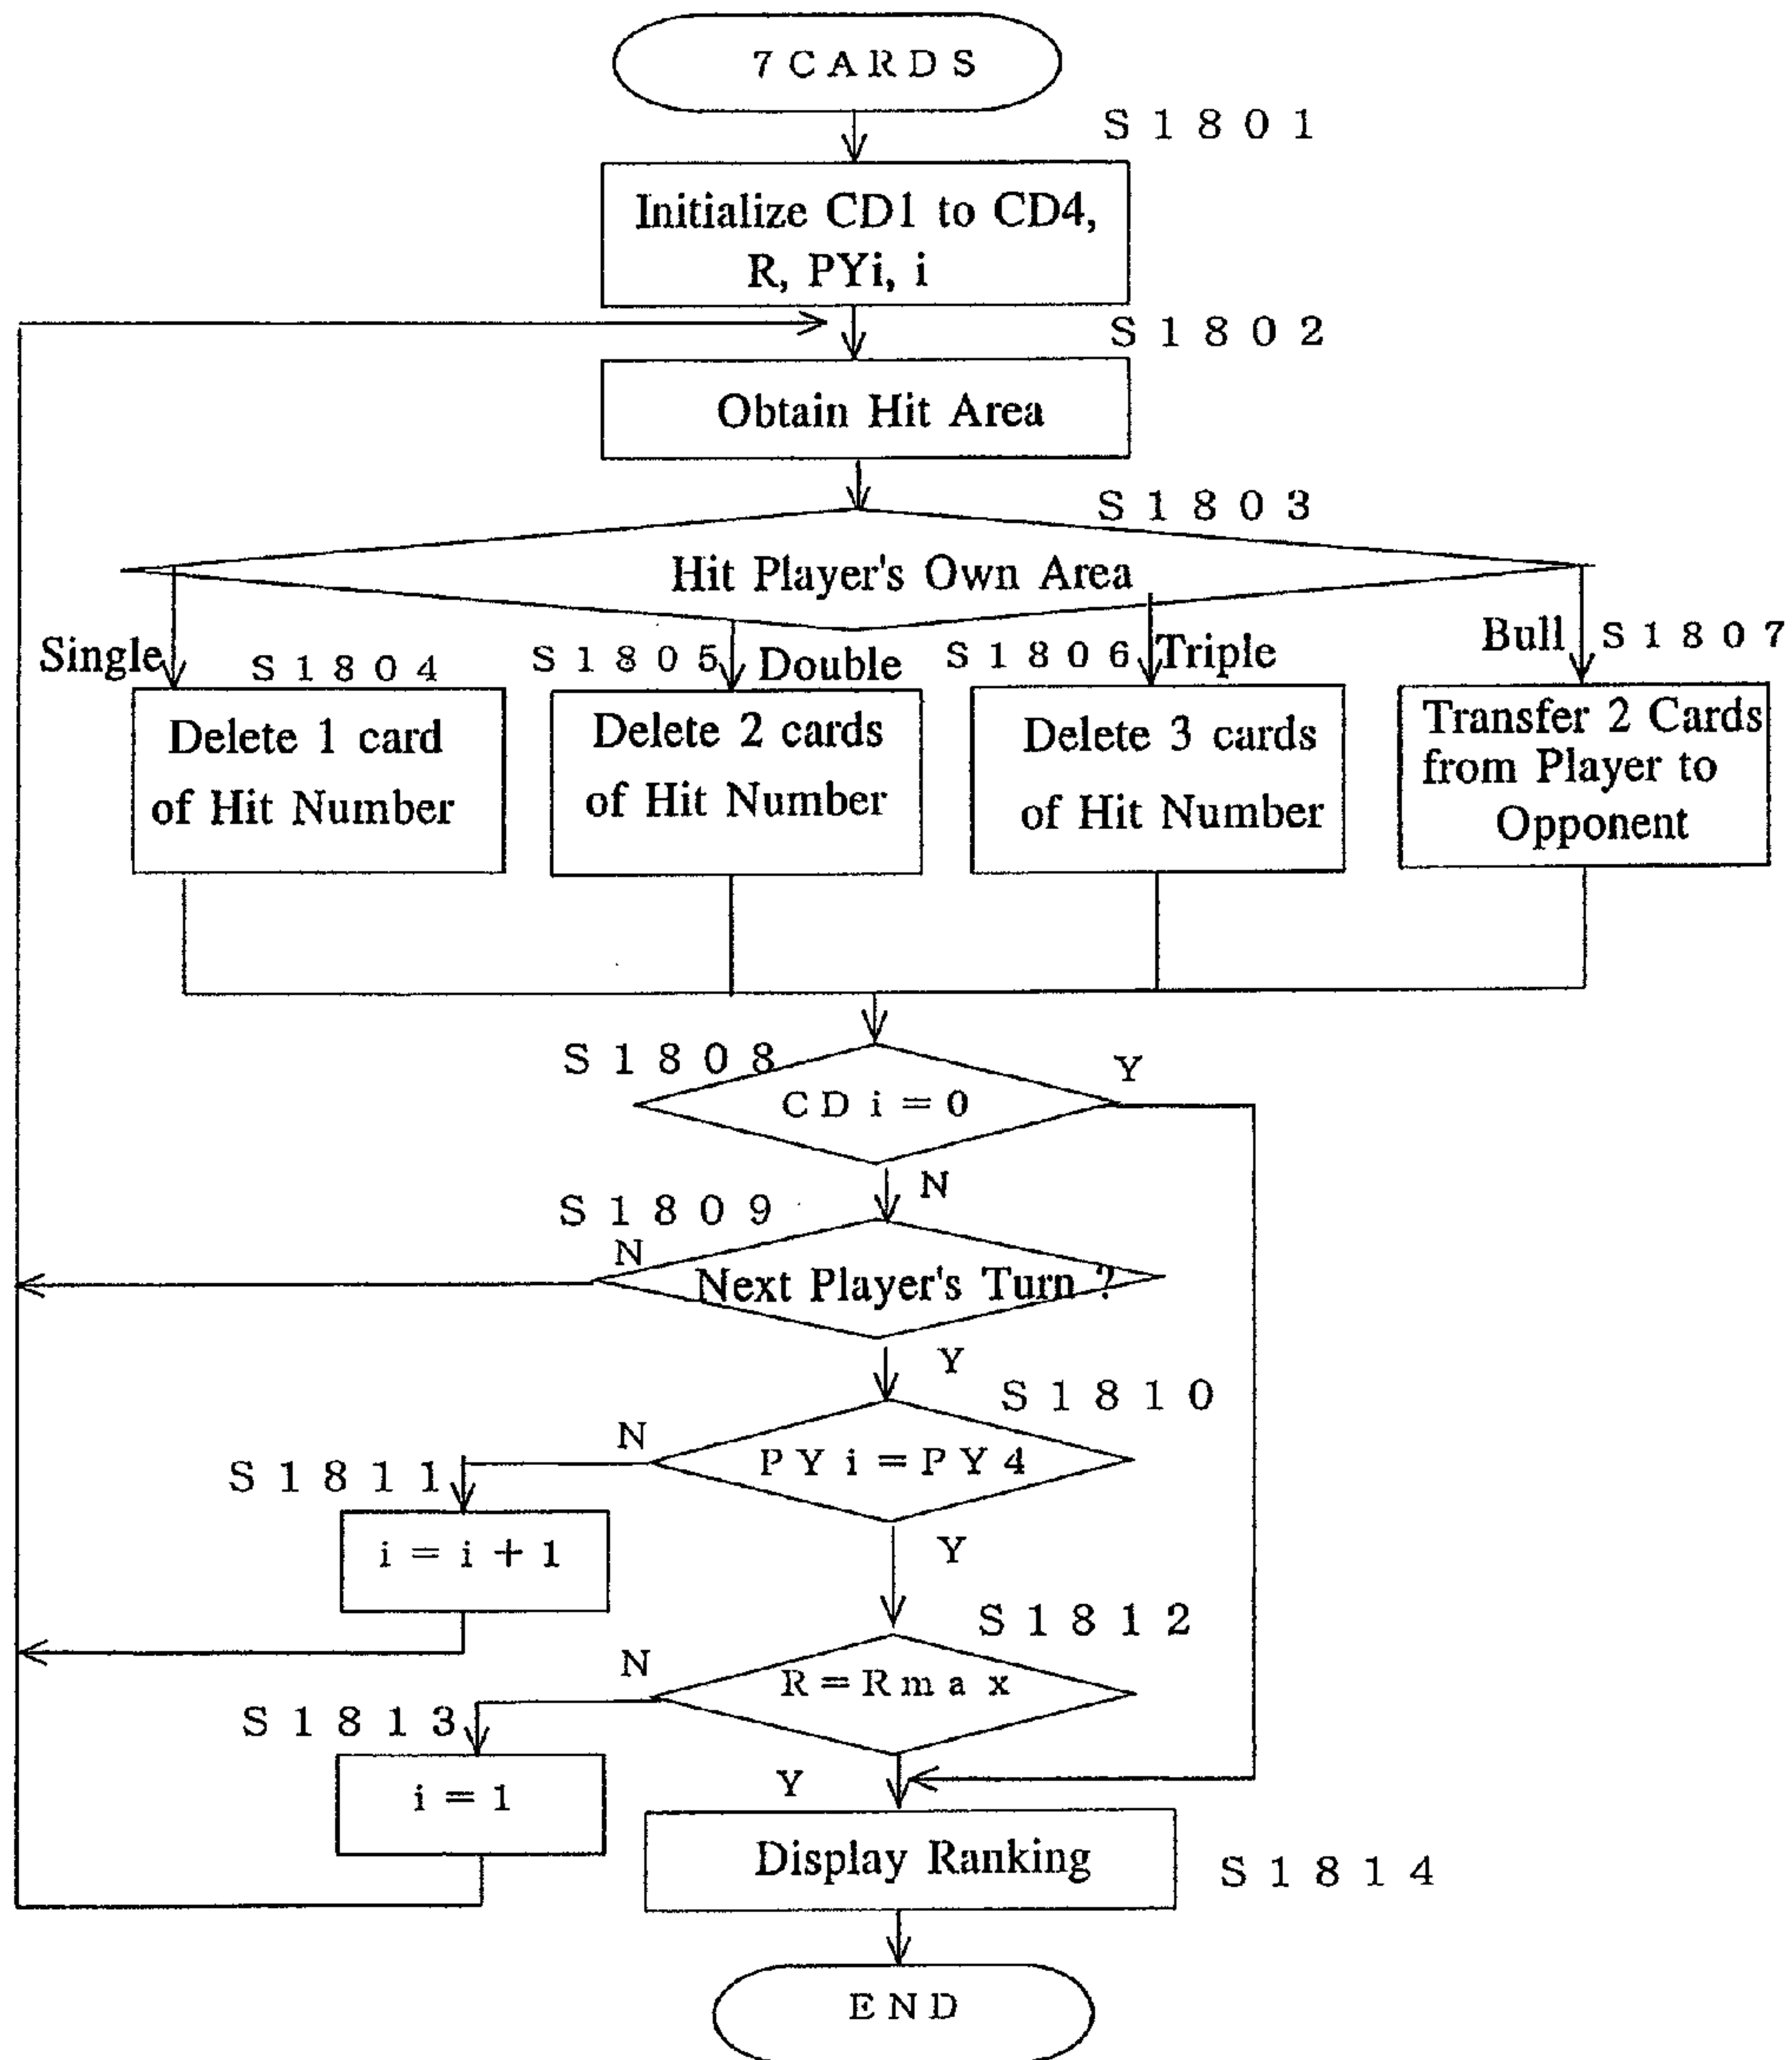 7 CARDS
S1801
Initialize CD1 to CD4,
R, PYi, i
S1802
Obtain Hit Area
S1803
Hit Player's Own Area
Single
S1804
S1805
Double
S1806
Triple
Bull
S1807
Delete 1 card
of Hit Number
Delete 2 cards
of Hit Number
Delete 3 cards
of Hit Number
Transfer 2 Cards
from Player to
Opponent
S1808
CDi=0
Y
N
S1809
N
Next Player's Turn ?
Y
S1810
PYi=PY4
N
S1811
i=i+1
Y
S1812
R=Rmax
N
S1813
i=1
Y
Display Ranking
S1814
END